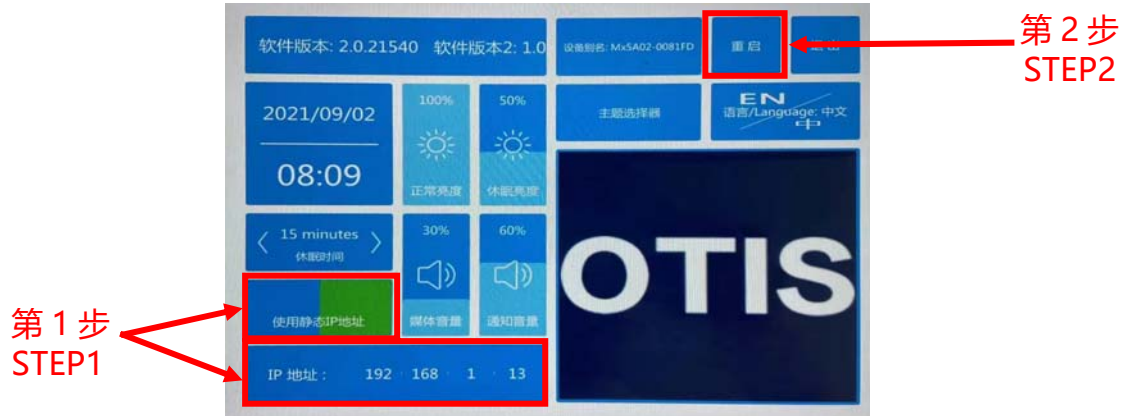 软件版本: 2.0.21540 软件版本2: 1.0
设备别名: MxSA02-0081FD
重启
第2步
STEP2
2021/09/02
08:09
100%
正常亮度
50%
休眠亮度
主题选择器
EN
语言/Language: 中文
中
15 minutes
休眠时间
30%
媒体音量
60%
通知音量
OTIS
第1步
STEP1
使用静态IP地址
IP 地址: 192 · 168 · 1 · 13